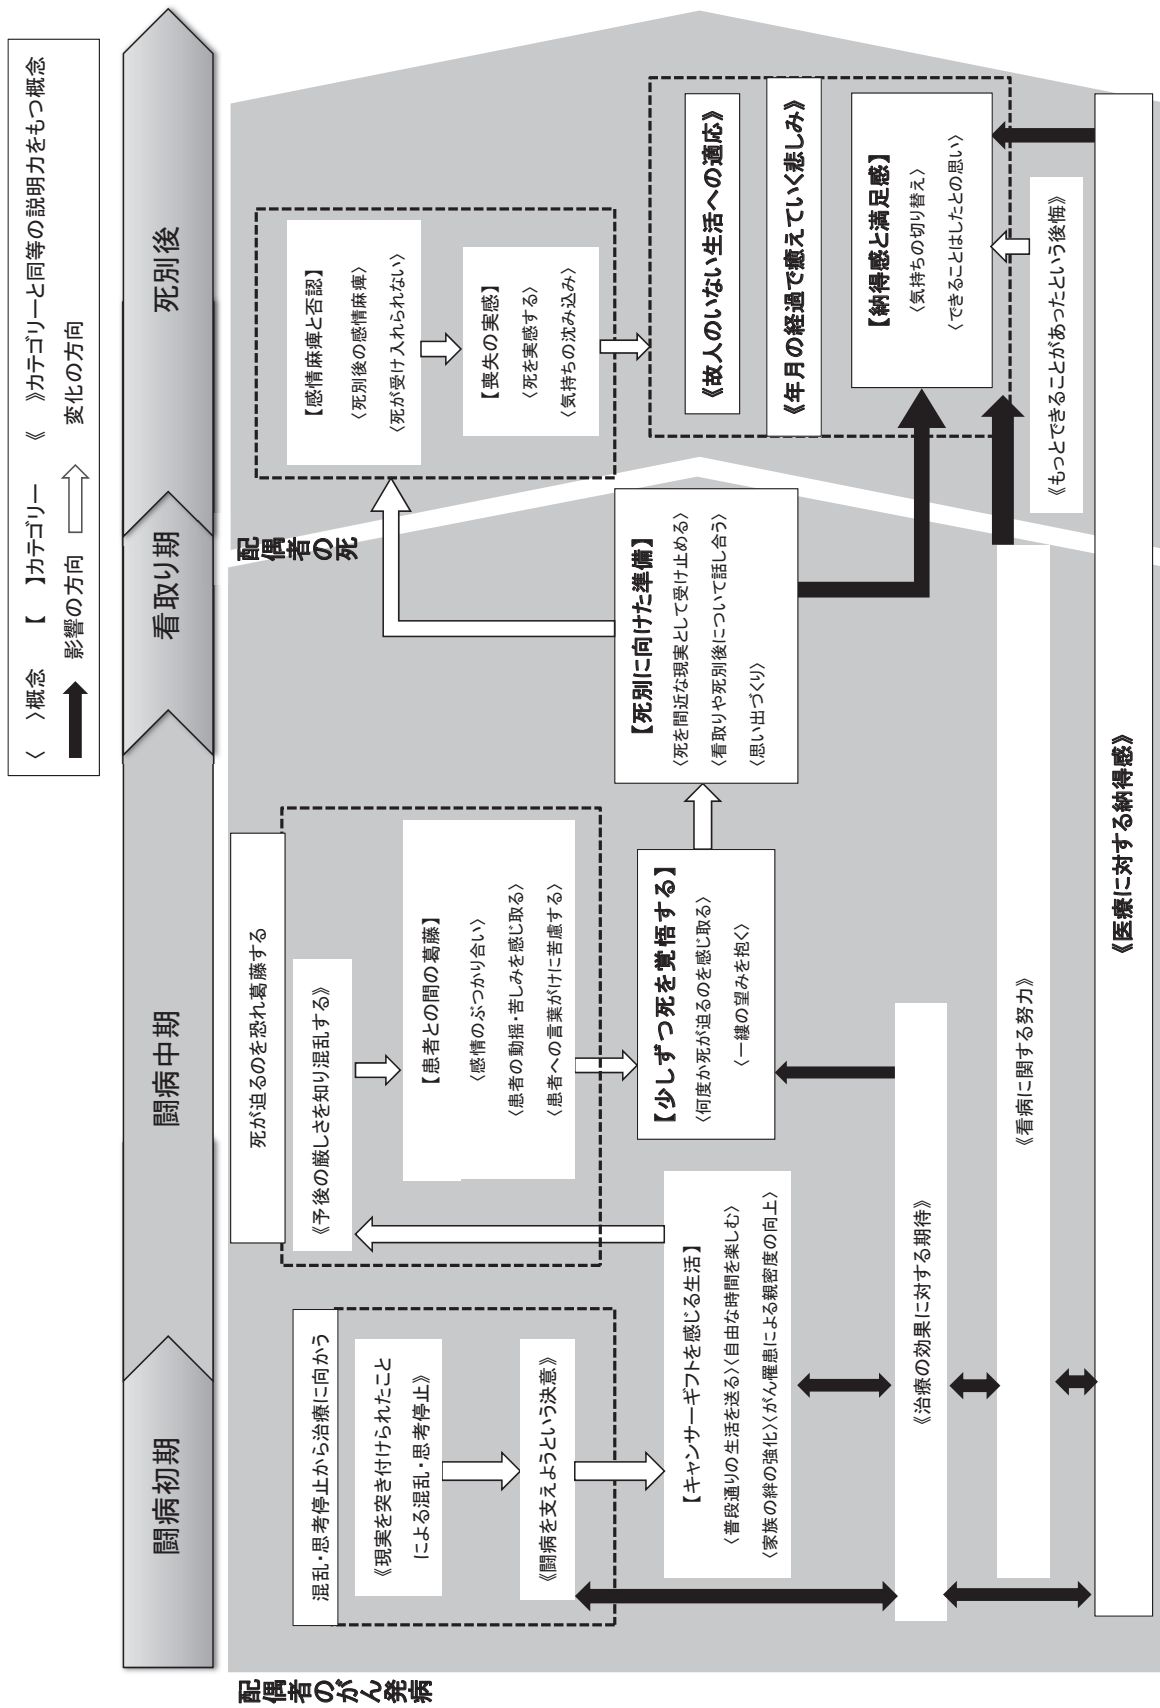 〈　〉概念　【　】カテゴリー　《　》カテゴリーと同等の説明力をもつ概念
影響の方向　変化の方向
闘病初期
闘病中期
看取り期
死別後
配偶者のがん発病
混乱・思考停止から治療に向かう
《現実を突き付けられたこと
による混乱・思考停止》
《闘病を支えようという決意》
【キャンサーギフトを感じる生活】
〈普段通りの生活を送る〉〈自由な時間を楽しむ〉
〈家族の絆の強化〉〈がん罹患による親密度の向上〉
死が迫るのを恐れ葛藤する
《予後の厳しさを知り混乱する》
【患者との間の葛藤】
〈感情のぶつかり合い〉
〈患者の動揺・苦しみを感じ取る〉
〈患者への言葉がけに苦慮する〉
【少しずつ死を覚悟する】
〈何度か死が迫るのを感じ取る〉
〈一縷の望みを抱く〉
【死別に向けた準備】
〈死を間近な現実として受け止める〉
〈看取りや死別後について話し合う〉
〈思い出づくり〉
配偶者の死
【感情麻痺と否認】
〈死別後の感情麻痺〉
〈死が受け入れられない〉
【喪失の実感】
〈死を実感する〉
〈気持ちの沈み込み〉
《故人のいない生活への適応》
《年月の経過で癒えていく悲しみ》
【納得感と満足感】
〈気持ちの切り替え〉
〈できることはしたとの思い〉
《もっとできることがあったという後悔》
《治療の効果に対する期待》
《看病に関する努力》
《医療に対する納得感》